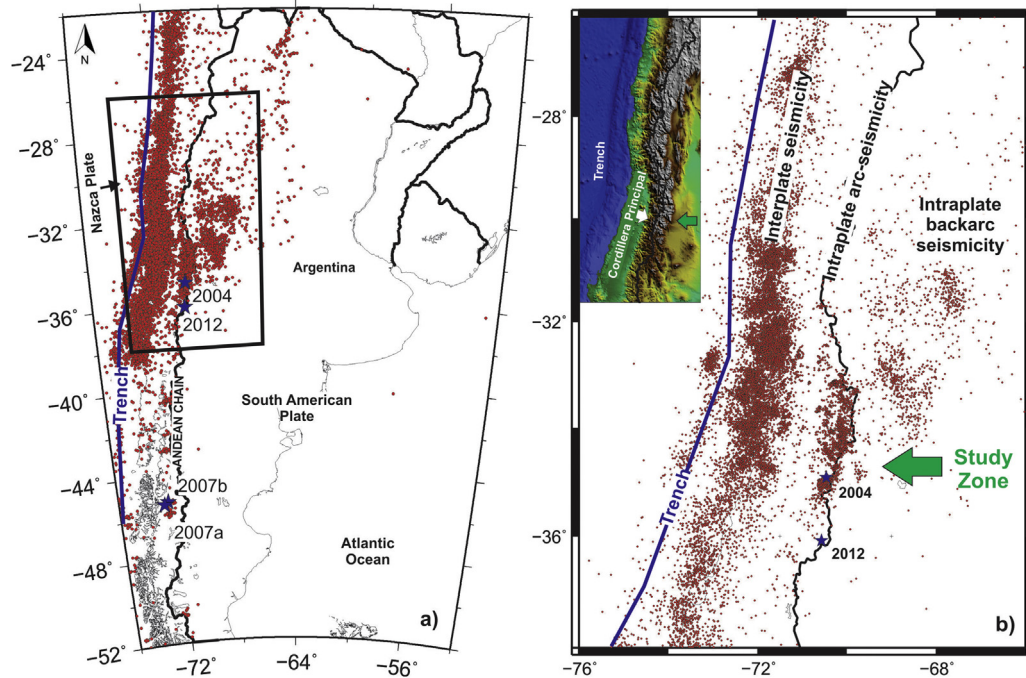 a)
N
−24
−28
−32
−36
−40
−44
−48
−52
−72
−64
−56
Nazca Plate
Trench
ANDEAN CHAIN
2004
2012
2007b
2007a
Argentina
South American
Plate
Atlantic
Ocean
b)
−28
−32
−36
−76
−72
−68
Trench
Cordillera Principal
Trench
Interplate seismicity
Intraplate arc-seismicity
Intraplate
backarc
seismicity
Study
Zone
2004
2012